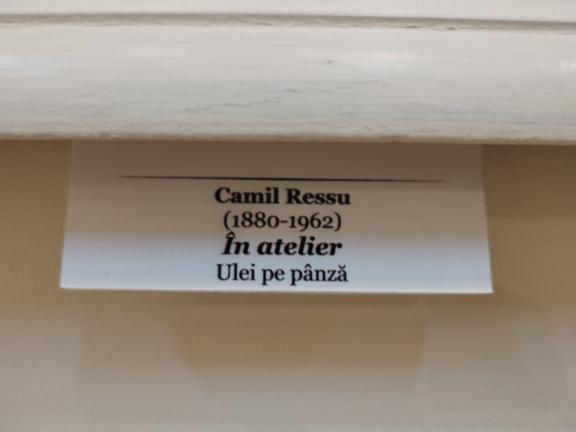 Camil Ressu
(1880-1962)
În atelier
Ulei pe pânză